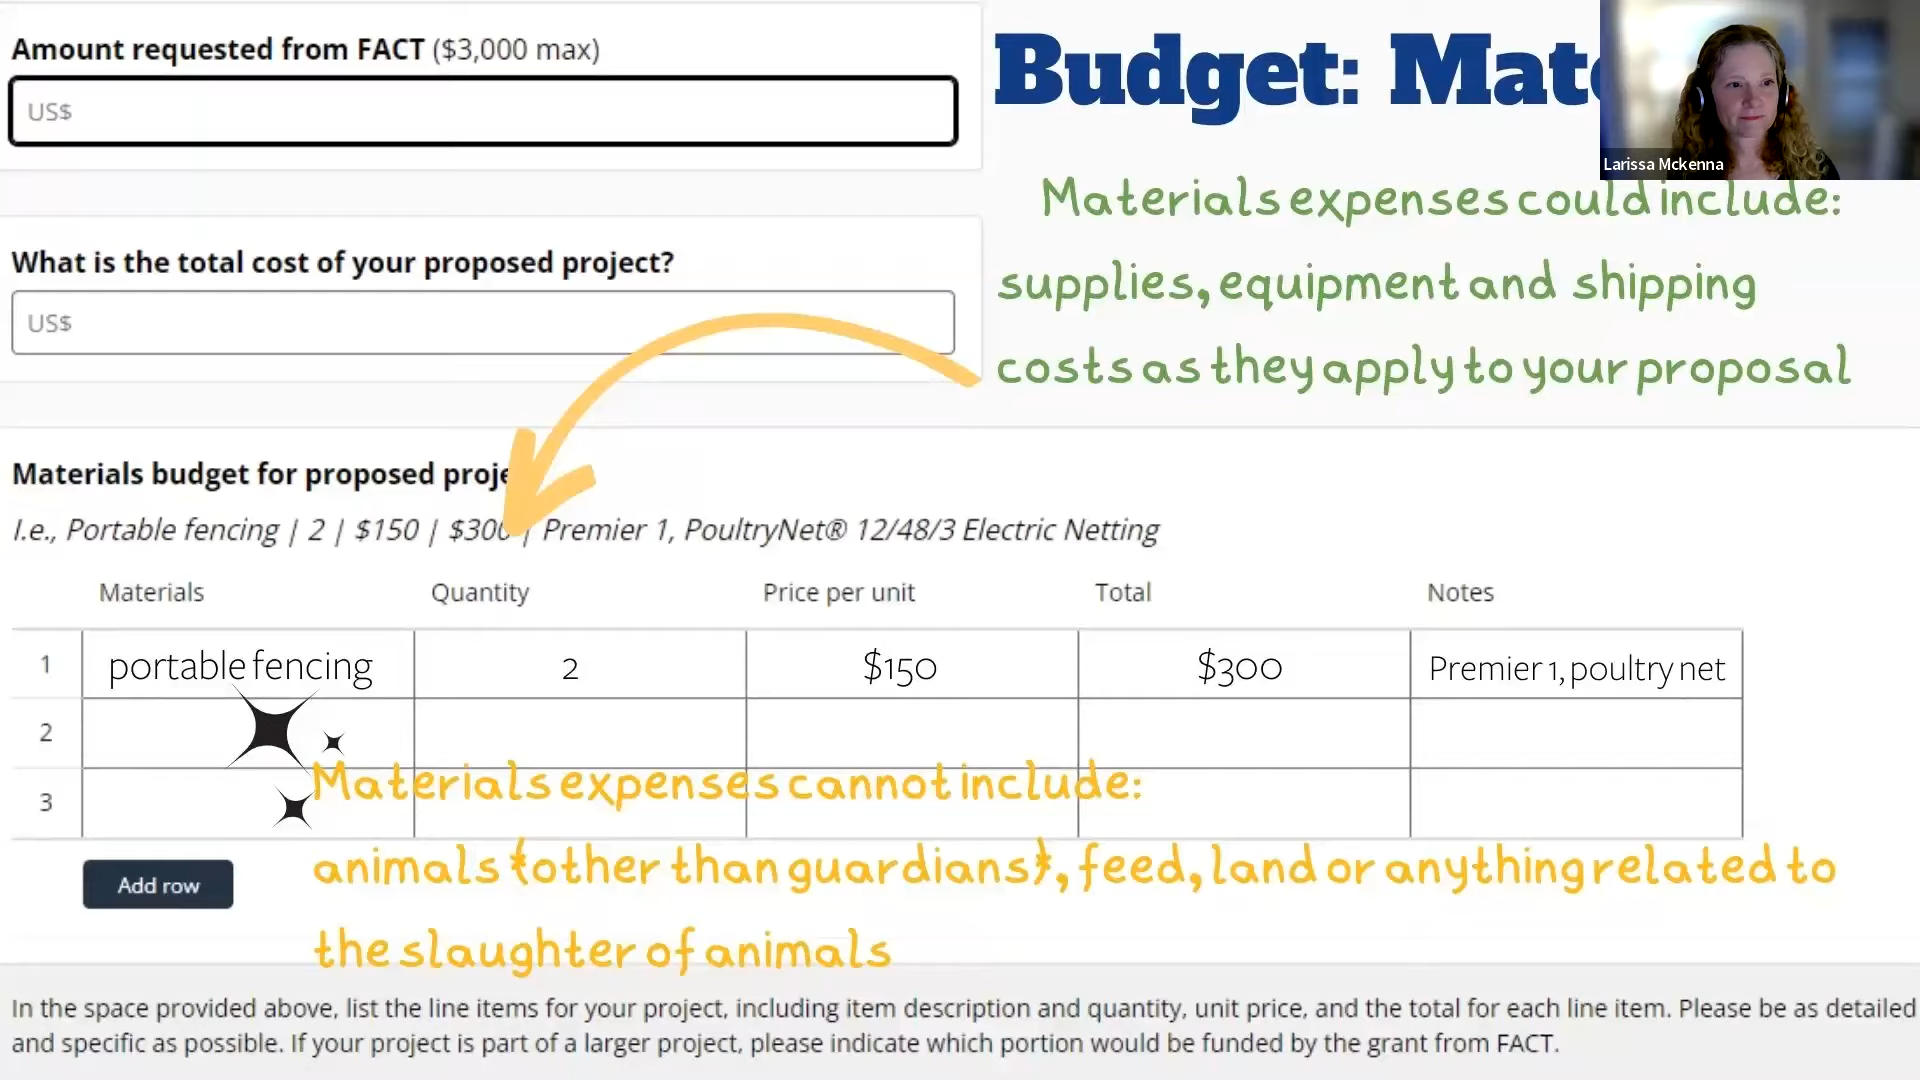 Amount requested from FACT ($3,000 max)
US$
What is the total cost of your proposed project?
US$
Budget: Mat
Larissa Mckenna
Materials expenses could include:
supplies, equipment and shipping
costs as they apply to your proposal
Materials budget for proposed proje
I.e., Portable fencing | 2 | $150 | $300 | Premier 1, PoultryNet® 12/48/3 Electric Netting
Materials Quantity Price per unit Total Notes
1 portable fencing 2 $150 $300 Premier 1, poultry net
2
3
Materials expenses cannot include:
animals (other than guardians), feed, land or anything related to
the slaughter of animals
Add row
In the space provided above, list the line items for your project, including item description and quantity, unit price, and the total for each line item. Please be as detailed
and specific as possible. If your project is part of a larger project, please indicate which portion would be funded by the grant from FACT.